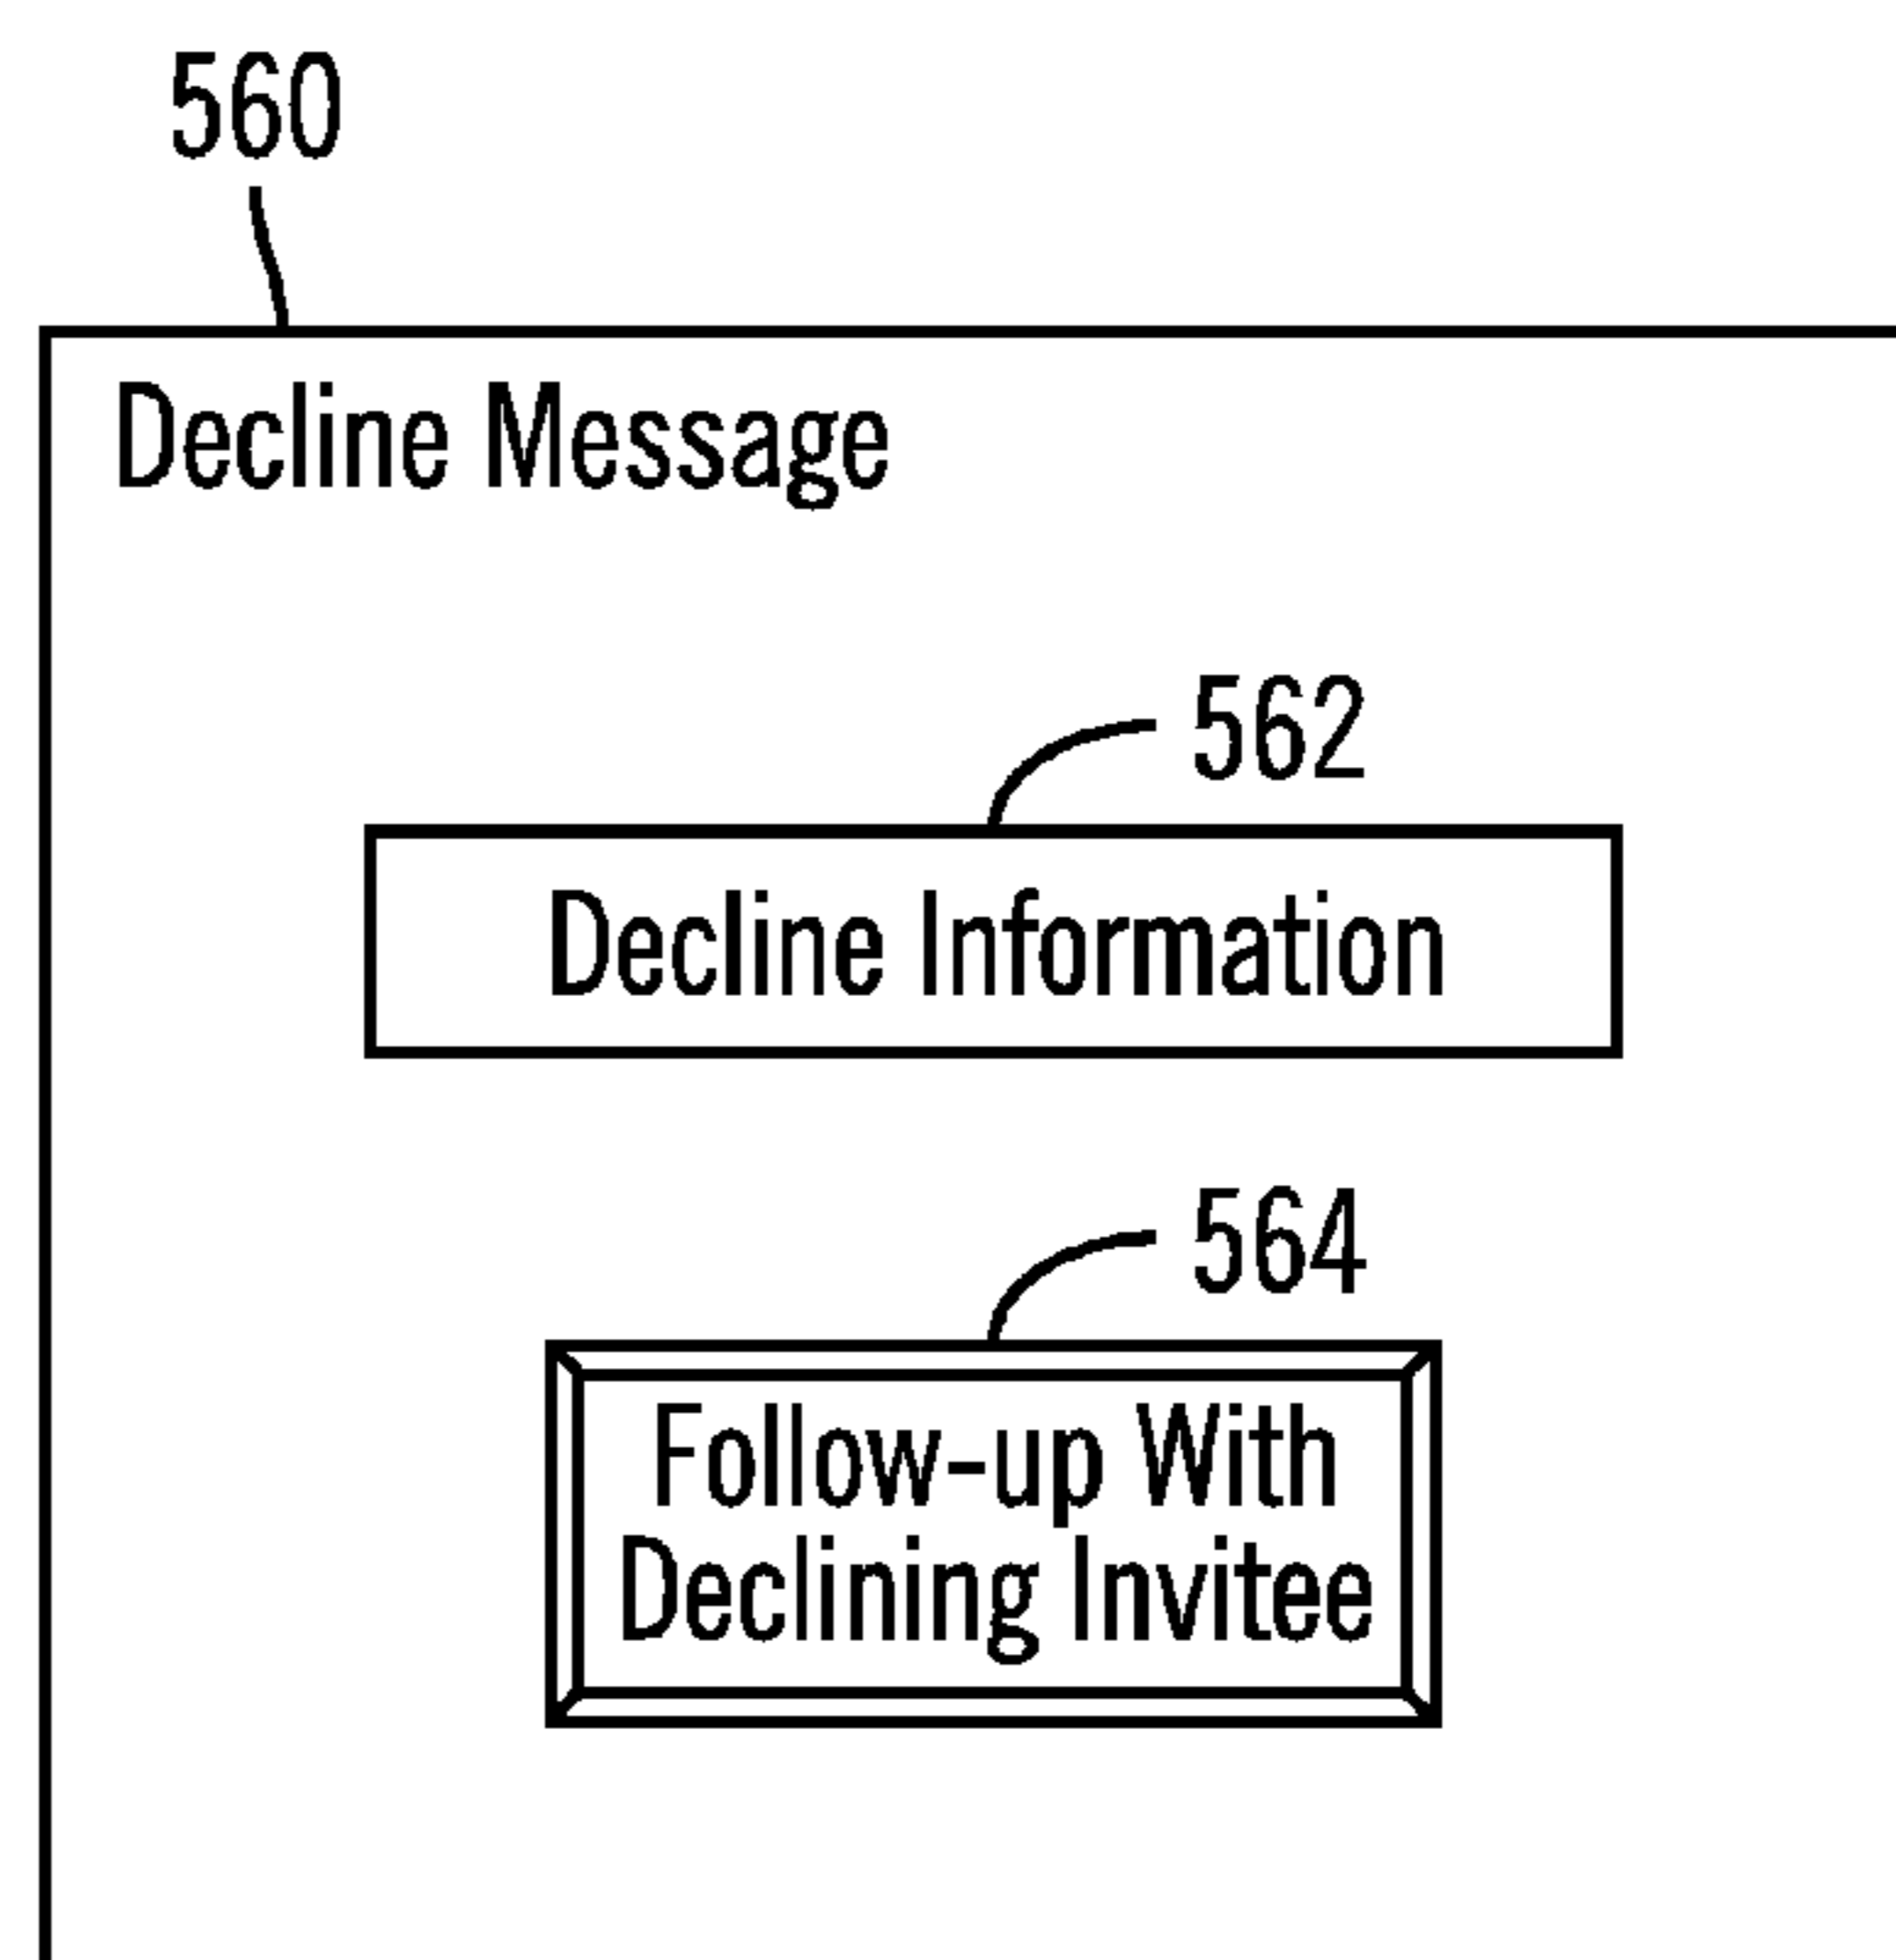 560
Decline Message
562
Decline Information
564
Follow-up With
Declining Invitee